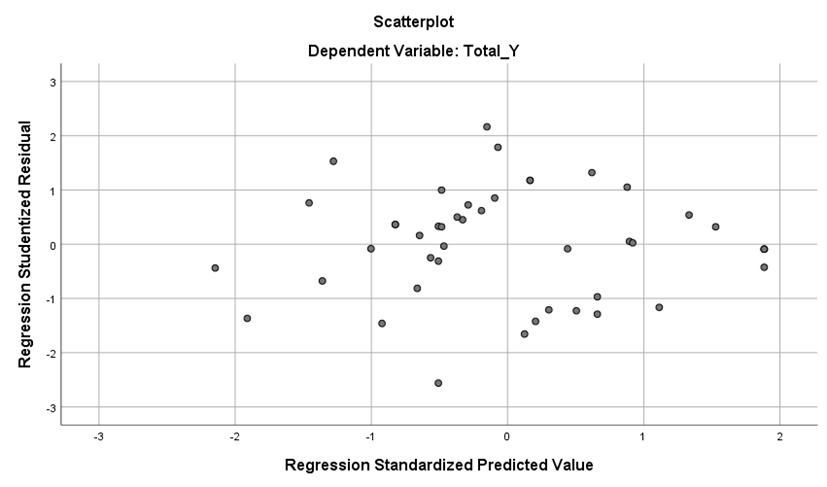 Scatterplot
Dependent Variable: Total_Y
Regression Studentized Residual
3
2
1
0
-1
-2
-3
-3 -2 -1 0 1 2
Regression Standardized Predicted Value